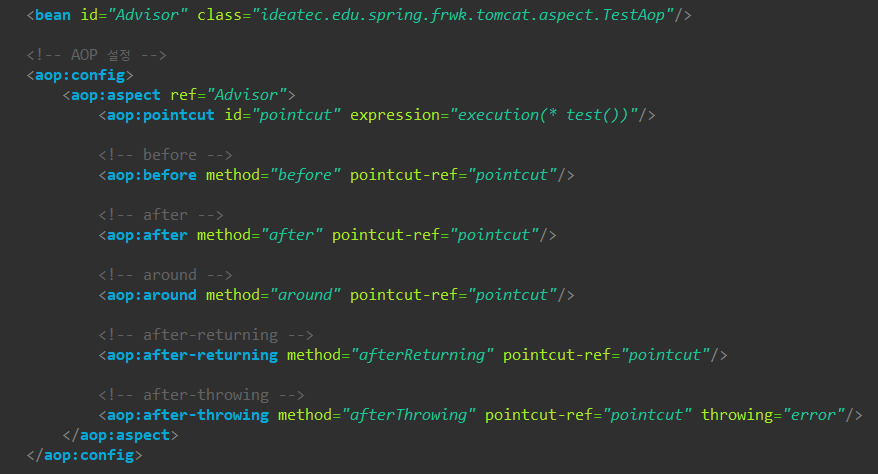 <bean id="Advisor" class="ideatec.edu.spring.frwk.tomcat.aspect.TestAop"/>
<!-- AOP 설정 -->
<aop:config>
<aop:aspect ref="Advisor">
<aop:pointcut id="pointcut" expression="execution(* test())"/>
<!-- before -->
<aop:before method="before" pointcut-ref="pointcut"/>
<!-- after -->
<aop:after method="after" pointcut-ref="pointcut"/>
<!-- around -->
<aop:around method="around" pointcut-ref="pointcut"/>
<!-- after-returning -->
<aop:after-returning method="afterReturning" pointcut-ref="pointcut"/>
<!-- after-throwing -->
<aop:after-throwing method="afterThrowing" pointcut-ref="pointcut" throwing="error"/>
</aop:aspect>
</aop:config>